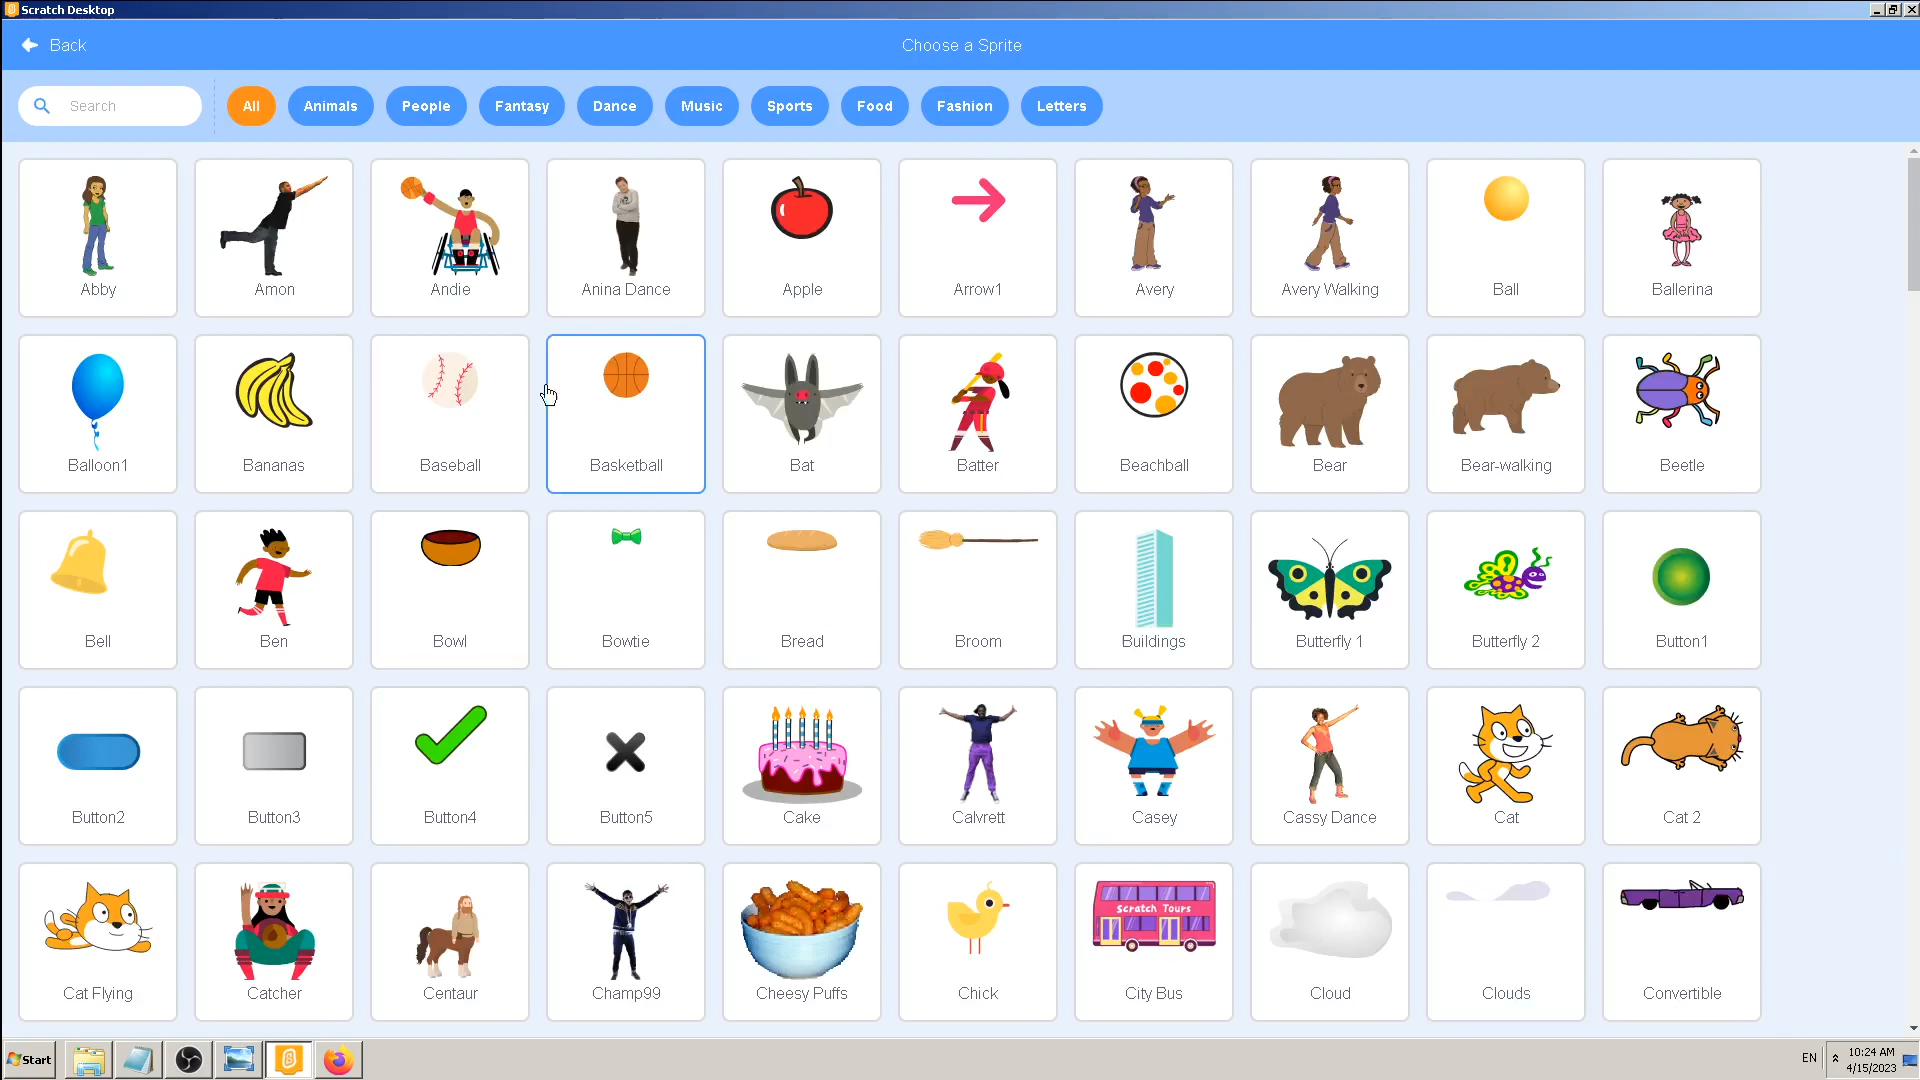 Scratch Desktop
Back
Choose a Sprite
Search
All
Animals
People
Fantasy
Dance
Music
Sports
Food
Fashion
Letters
Abby
Amon
Andie
Anina Dance
Apple
Arrow1
Avery
Avery Walking
Ball
Ballerina
Balloon1
Bananas
Baseball
Basketball
Bat
Batter
Beachball
Bear
Bear-walking
Beetle
Bell
Ben
Bowl
Bowtie
Bread
Broom
Buildings
Butterfly 1
Butterfly 2
Button1
Button2
Button3
Button4
Button5
Cake
Calvrett
Casey
Cassy Dance
Cat
Cat 2
Scratch Tours
Cat Flying
Catcher
Centaur
Champ99
Cheesy Puffs
Chick
City Bus
Cloud
Clouds
Convertible
Start
EN
10:24 AM
4/15/2023